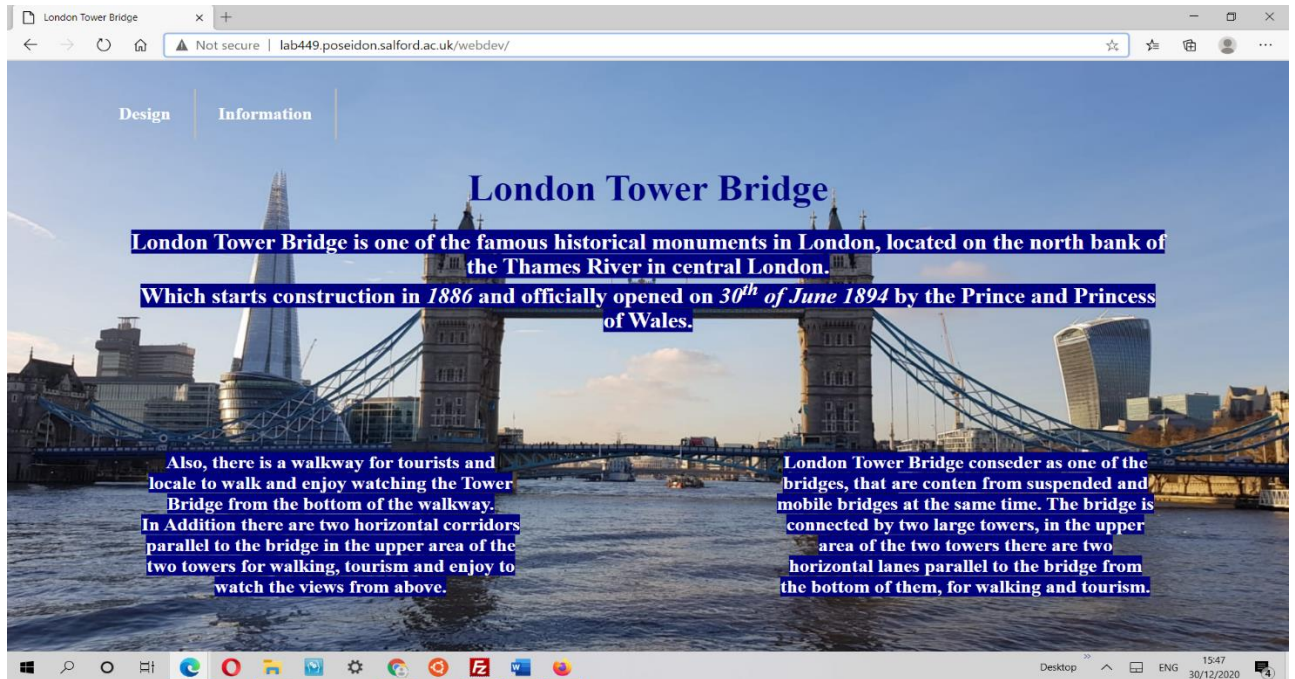 London Tower Bridge
Not secure | lab449.poseidon.salford.ac.uk/webdev/
Design
Information
London Tower Bridge
London Tower Bridge is one of the famous historical monuments in London, located on the north bank of
the Thames River in central London.
Which starts construction in 1886 and officially opened on 30th of June 1894 by the Prince and Princess
of Wales.
Also, there is a walkway for tourists and
locale to walk and enjoy watching the Tower
Bridge from the bottom of the walkway.
In Addition there are two horizontal corridors
parallel to the bridge in the upper area of the
two towers for walking, tourism and enjoy to
watch the views from above.
London Tower Bridge conseder as one of the
bridges, that are conten from suspended and
mobile bridges at the same time. The bridge is
connected by two large towers, in the upper
area of the two towers there are two
horizontal lanes parallel to the bridge from
the bottom of them, for walking and tourism.
Desktop
ENG
15:47
30/12/2020
4